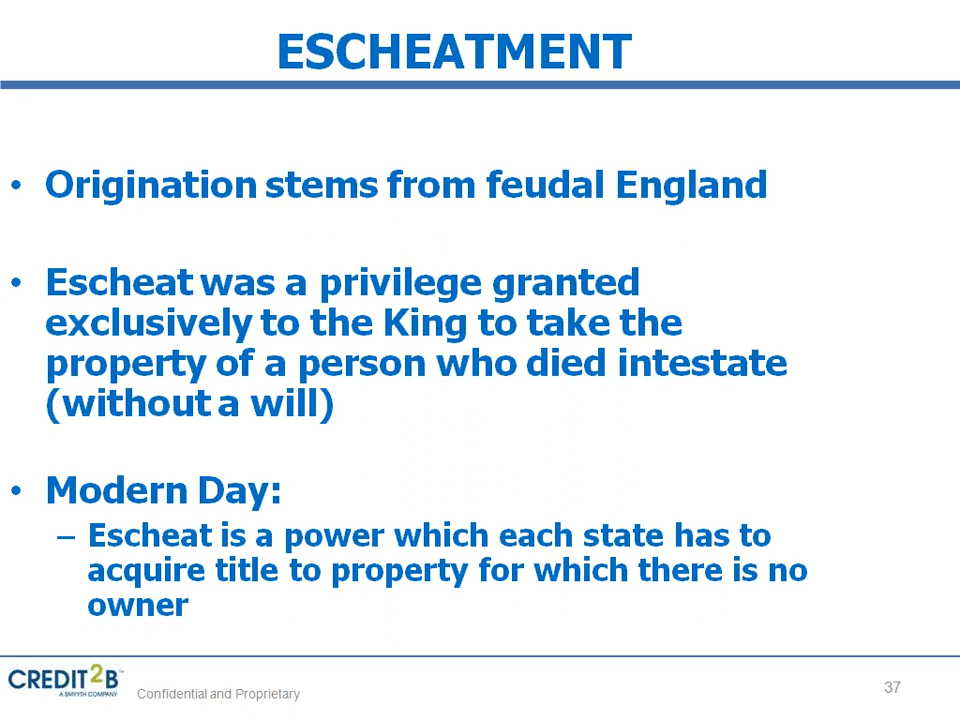 ESCHEATMENT
• Origination stems from feudal England
• Escheat was a privilege granted
exclusively to the King to take the
property of a person who died intestate
(without a will)
• Modern Day:
– Escheat is a power which each state has to
acquire title to property for which there is no
owner
CREDIT2B™
A SMYYTH COMPANY
Confidential and Proprietary
37